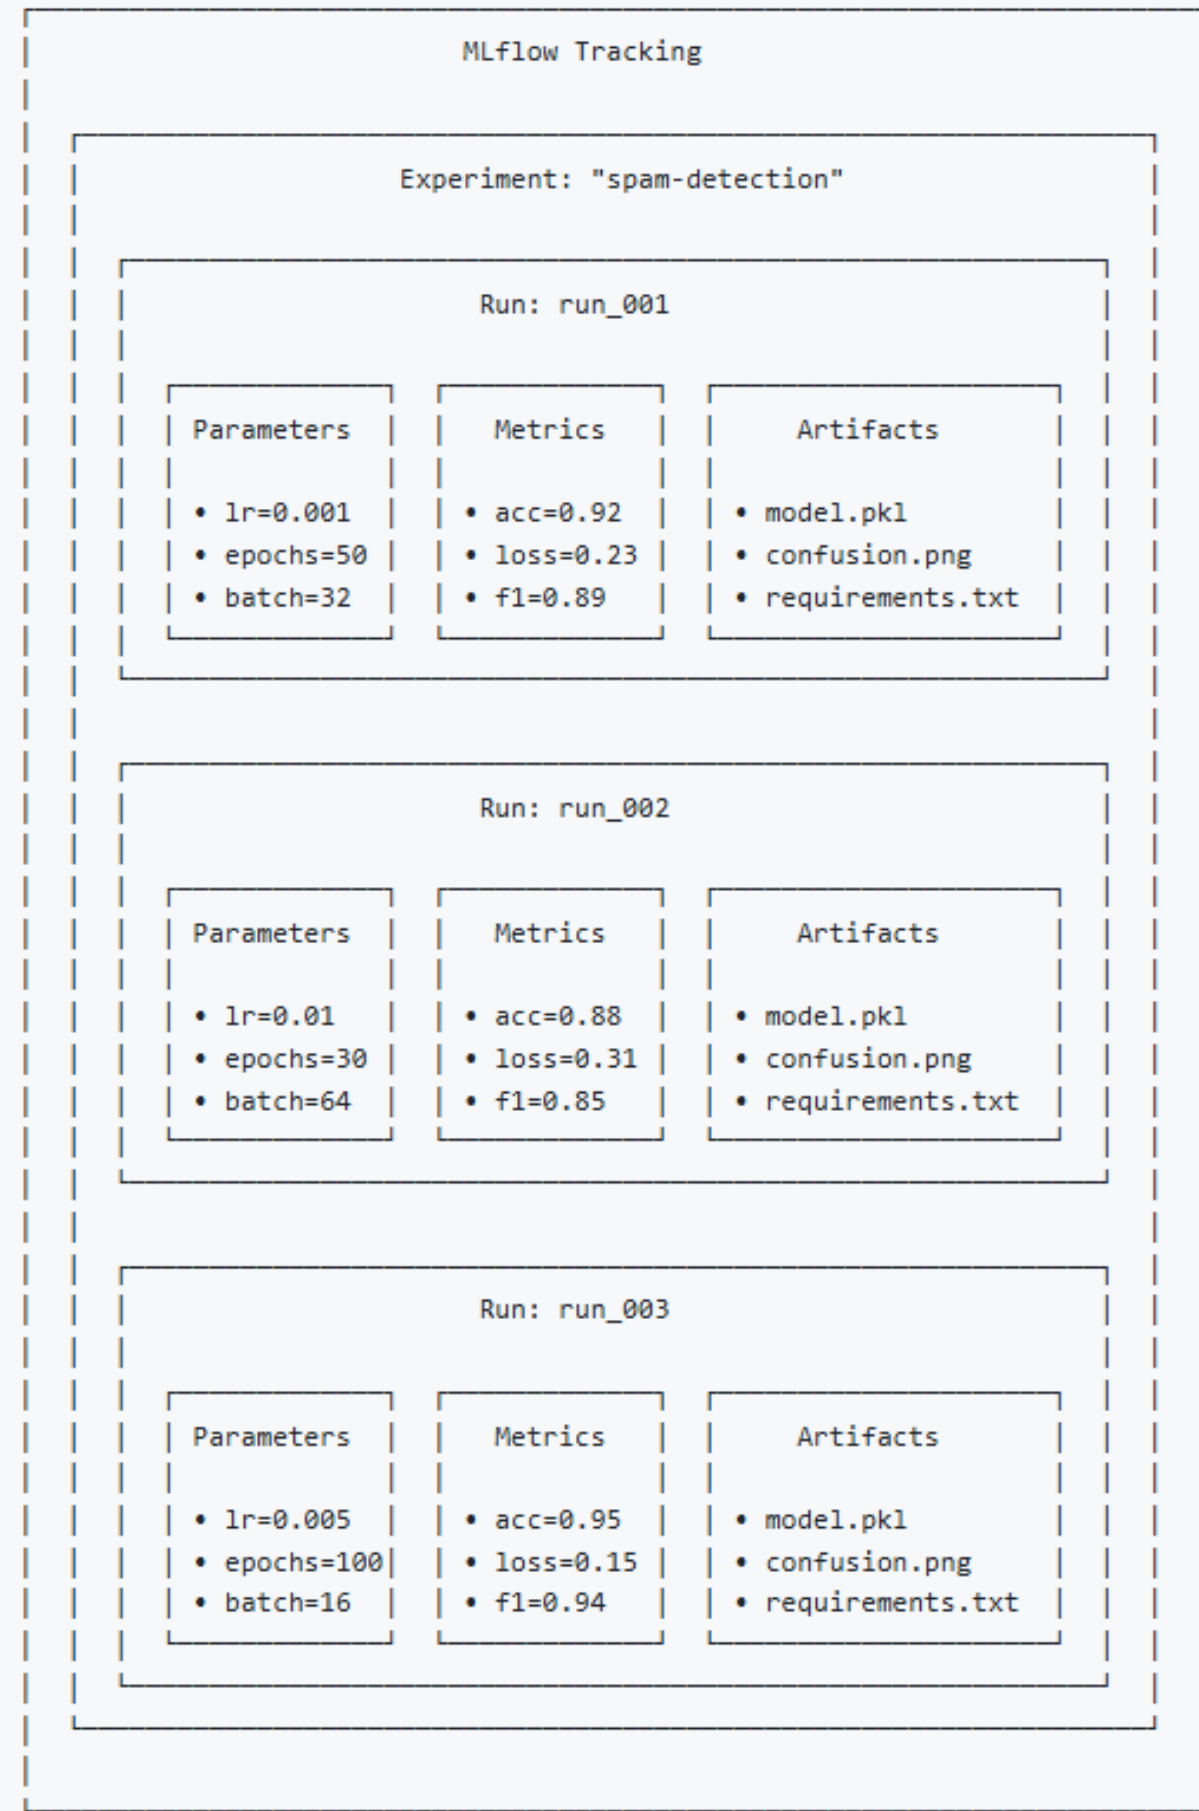 MLflow Tracking
Experiment: "spam-detection"
Run: run_001
Parameters Metrics Artifacts
• lr=0.001 • acc=0.92 • model.pkl
• epochs=50 • loss=0.23 • confusion.png
• batch=32 • f1=0.89 • requirements.txt
Run: run_002
Parameters Metrics Artifacts
• lr=0.01 • acc=0.88 • model.pkl
• epochs=30 • loss=0.31 • confusion.png
• batch=64 • f1=0.85 • requirements.txt
Run: run_003
Parameters Metrics Artifacts
• lr=0.005 • acc=0.95 • model.pkl
• epochs=100 • loss=0.15 • confusion.png
• batch=16 • f1=0.94 • requirements.txt